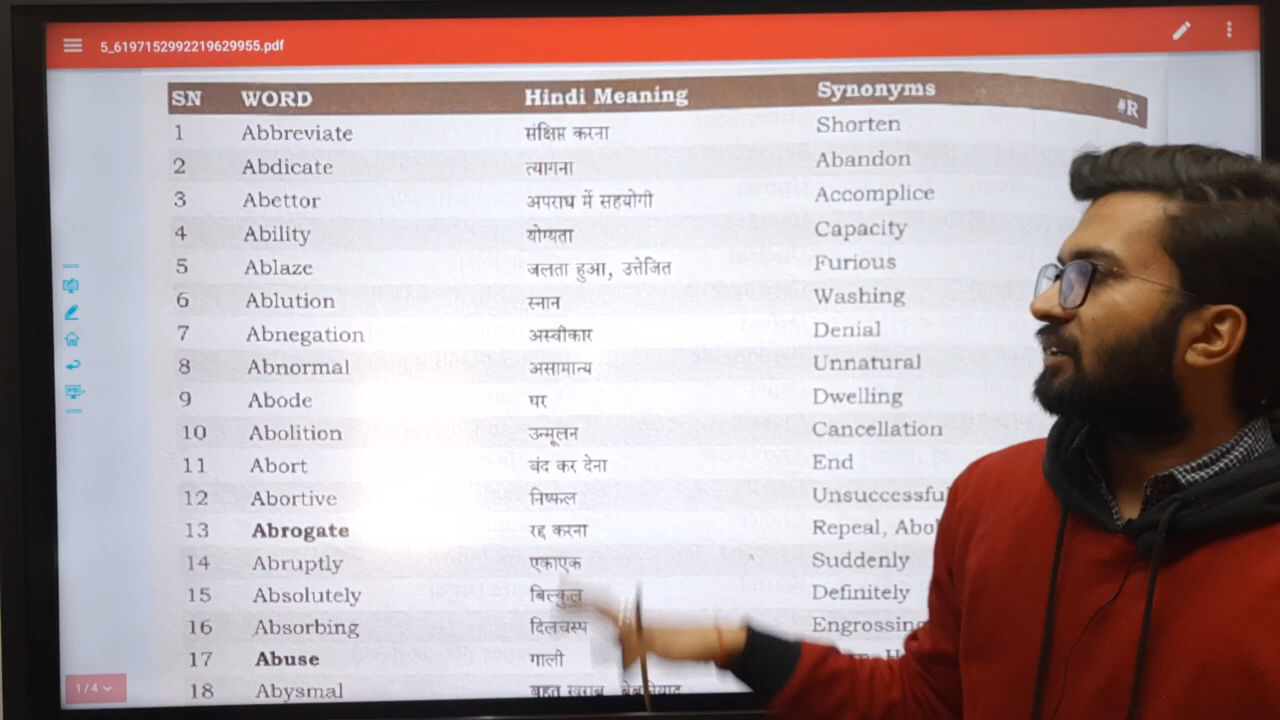 5_6197152992219629955.pdf
SN WORD Hindi Meaning Synonyms #R
1 Abbreviate संक्षिप्त करना Shorten
2 Abdicate त्यागना Abandon
3 Abettor अपराध में सहयोगी Accomplice
4 Ability योग्यता Capacity
5 Ablaze जलता हुआ, उत्तेजित Furious
6 Ablution स्नान Washing
7 Abnegation अस्वीकार Denial
8 Abnormal असामान्य Unnatural
9 Abode घर Dwelling
10 Abolition उन्मूलन Cancellation
11 Abort बंद कर देना End
12 Abortive निष्फल Unsuccessfu
13 Abrogate रद्द करना Repeal, Abol
14 Abruptly एकाएक Suddenly
15 Absolutely बिल्कुल Definitely
16 Absorbing दिलचस्प Engrossing
17 Abuse गाली
18 Abysmal बहुत खराब
1 / 4